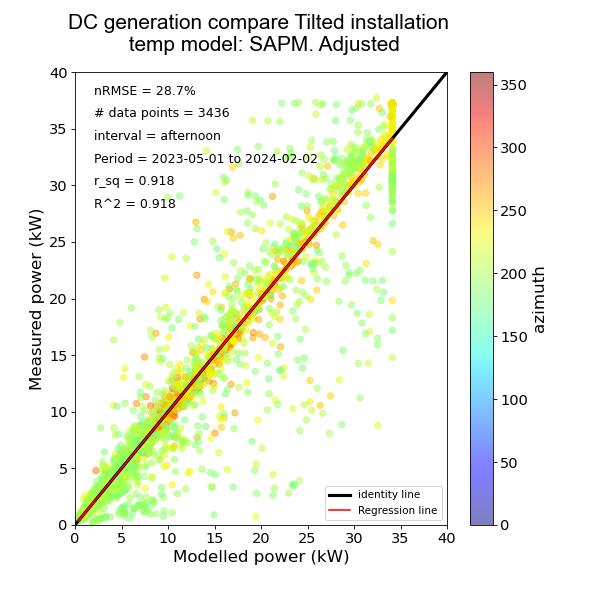 DC generation compare Tilted installation
temp model: SAPM. Adjusted
nRMSE = 28.7%
# data points = 3436
interval = afternoon
Period = 2023-05-01 to 2024-02-02
r_sq = 0.918
R^2 = 0.918
Measured power (kW)
40
35
30
25
20
15
10
5
0
0 5 10 15 20 25 30 35 40
Modelled power (kW)
identity line
Regression line
350
300
250
200
150
100
50
0
azimuth